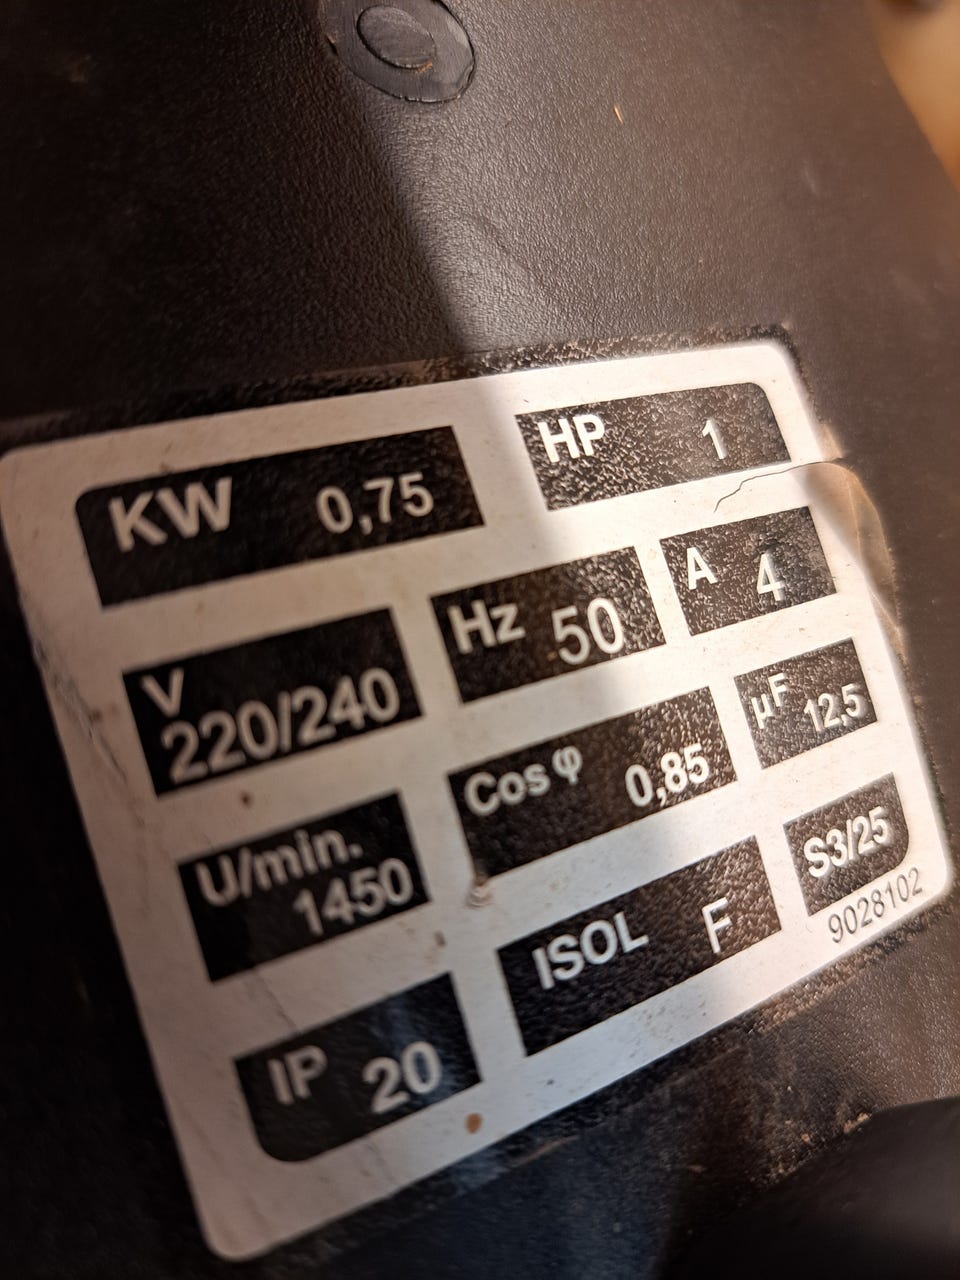 KW 0,75
HP 1
V 220/240
Hz 50
A 4
U/min. 1450
Cos φ 0,85
µF 12,5
IP 20
ISOL F
S3/25
9028102